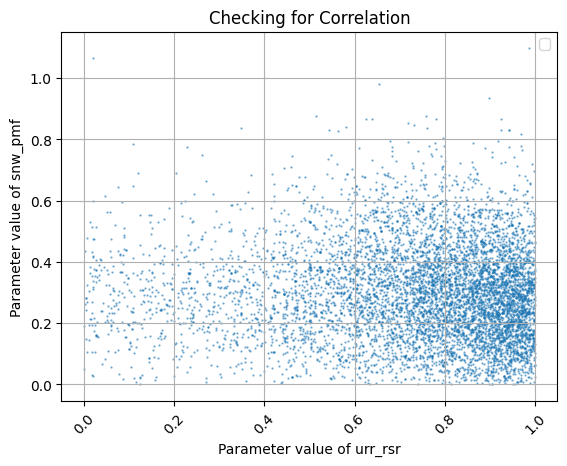 Checking for Correlation
Parameter value of snw_pmf
1.0
0.8
0.6
0.4
0.2
0.0
0.0 0.2 0.4 0.6 0.8 1.0
Parameter value of urr_rsr